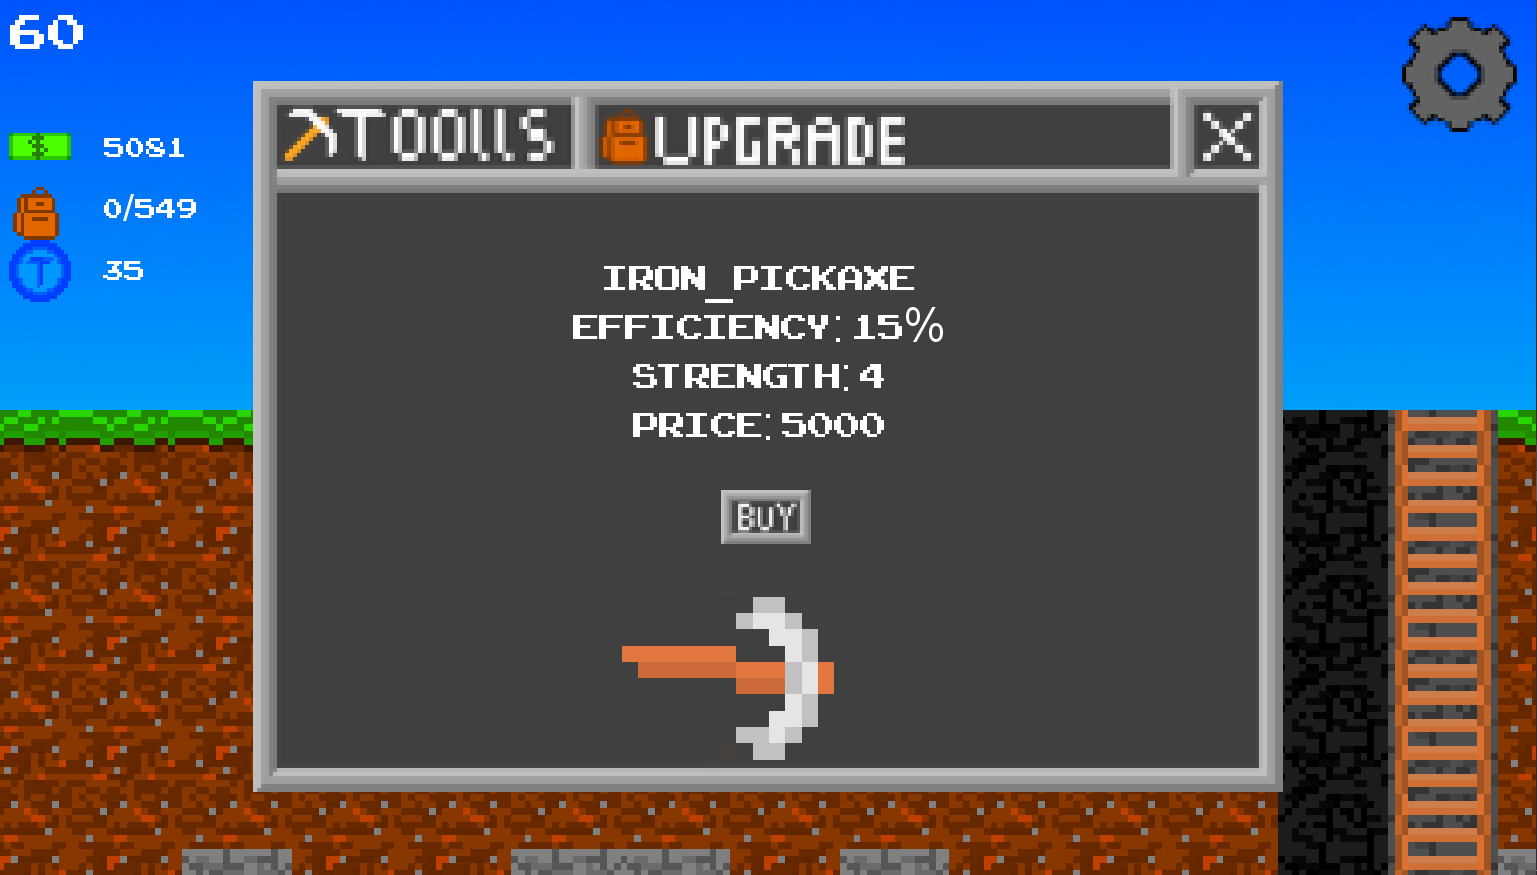 60
5081
0/549
T
35
TOOllS
UPGRADE
X
IRON_PICKAXE
EFFICIENCY: 15%
STRENGTH: 4
PRICE: 5000
BUY